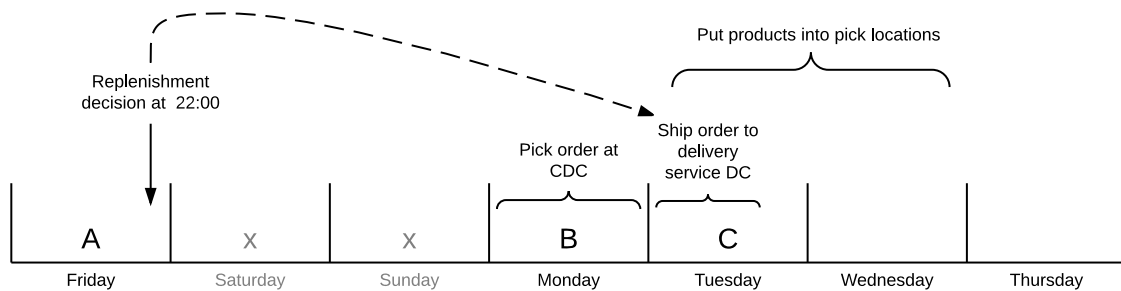 Put products into pick locations
Replenishment
decision at 22:00
Ship order to
delivery
service DC
Pick order at
CDC
A
x
x
B
C
Friday
Saturday
Sunday
Monday
Tuesday
Wednesday
Thursday